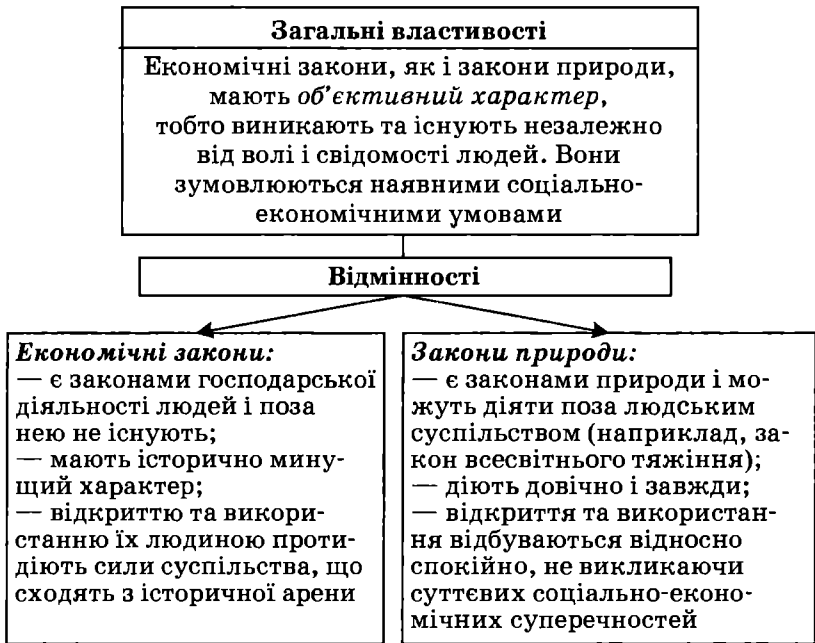 Загальні властивості
Економічні закони, як і закони природи,
мають об’єктивний характер,
тобто виникають та існують незалежно
від волі і свідомості людей. Вони
зумовлюються наявними соціально-
економічними умовами
Відмінності
Економічні закони:
— є законами господарської
діяльності людей і поза
нею не існують;
— мають історично мину-
щий характер;
— відкриттю та викори-
станню їх людиною проти-
діють сили суспільства, що
сходять з історичної арени
Закони природи:
— є законами природи і мо-
жуть діяти поза людським
суспільством (наприклад, за-
кон всесвітнього тяжіння);
— діють довічно і завжди;
— відкриття та використан-
ня відбуваються відносно
спокійно, не викликаючи
суттєвих соціально-еконо-
мічних суперечностей